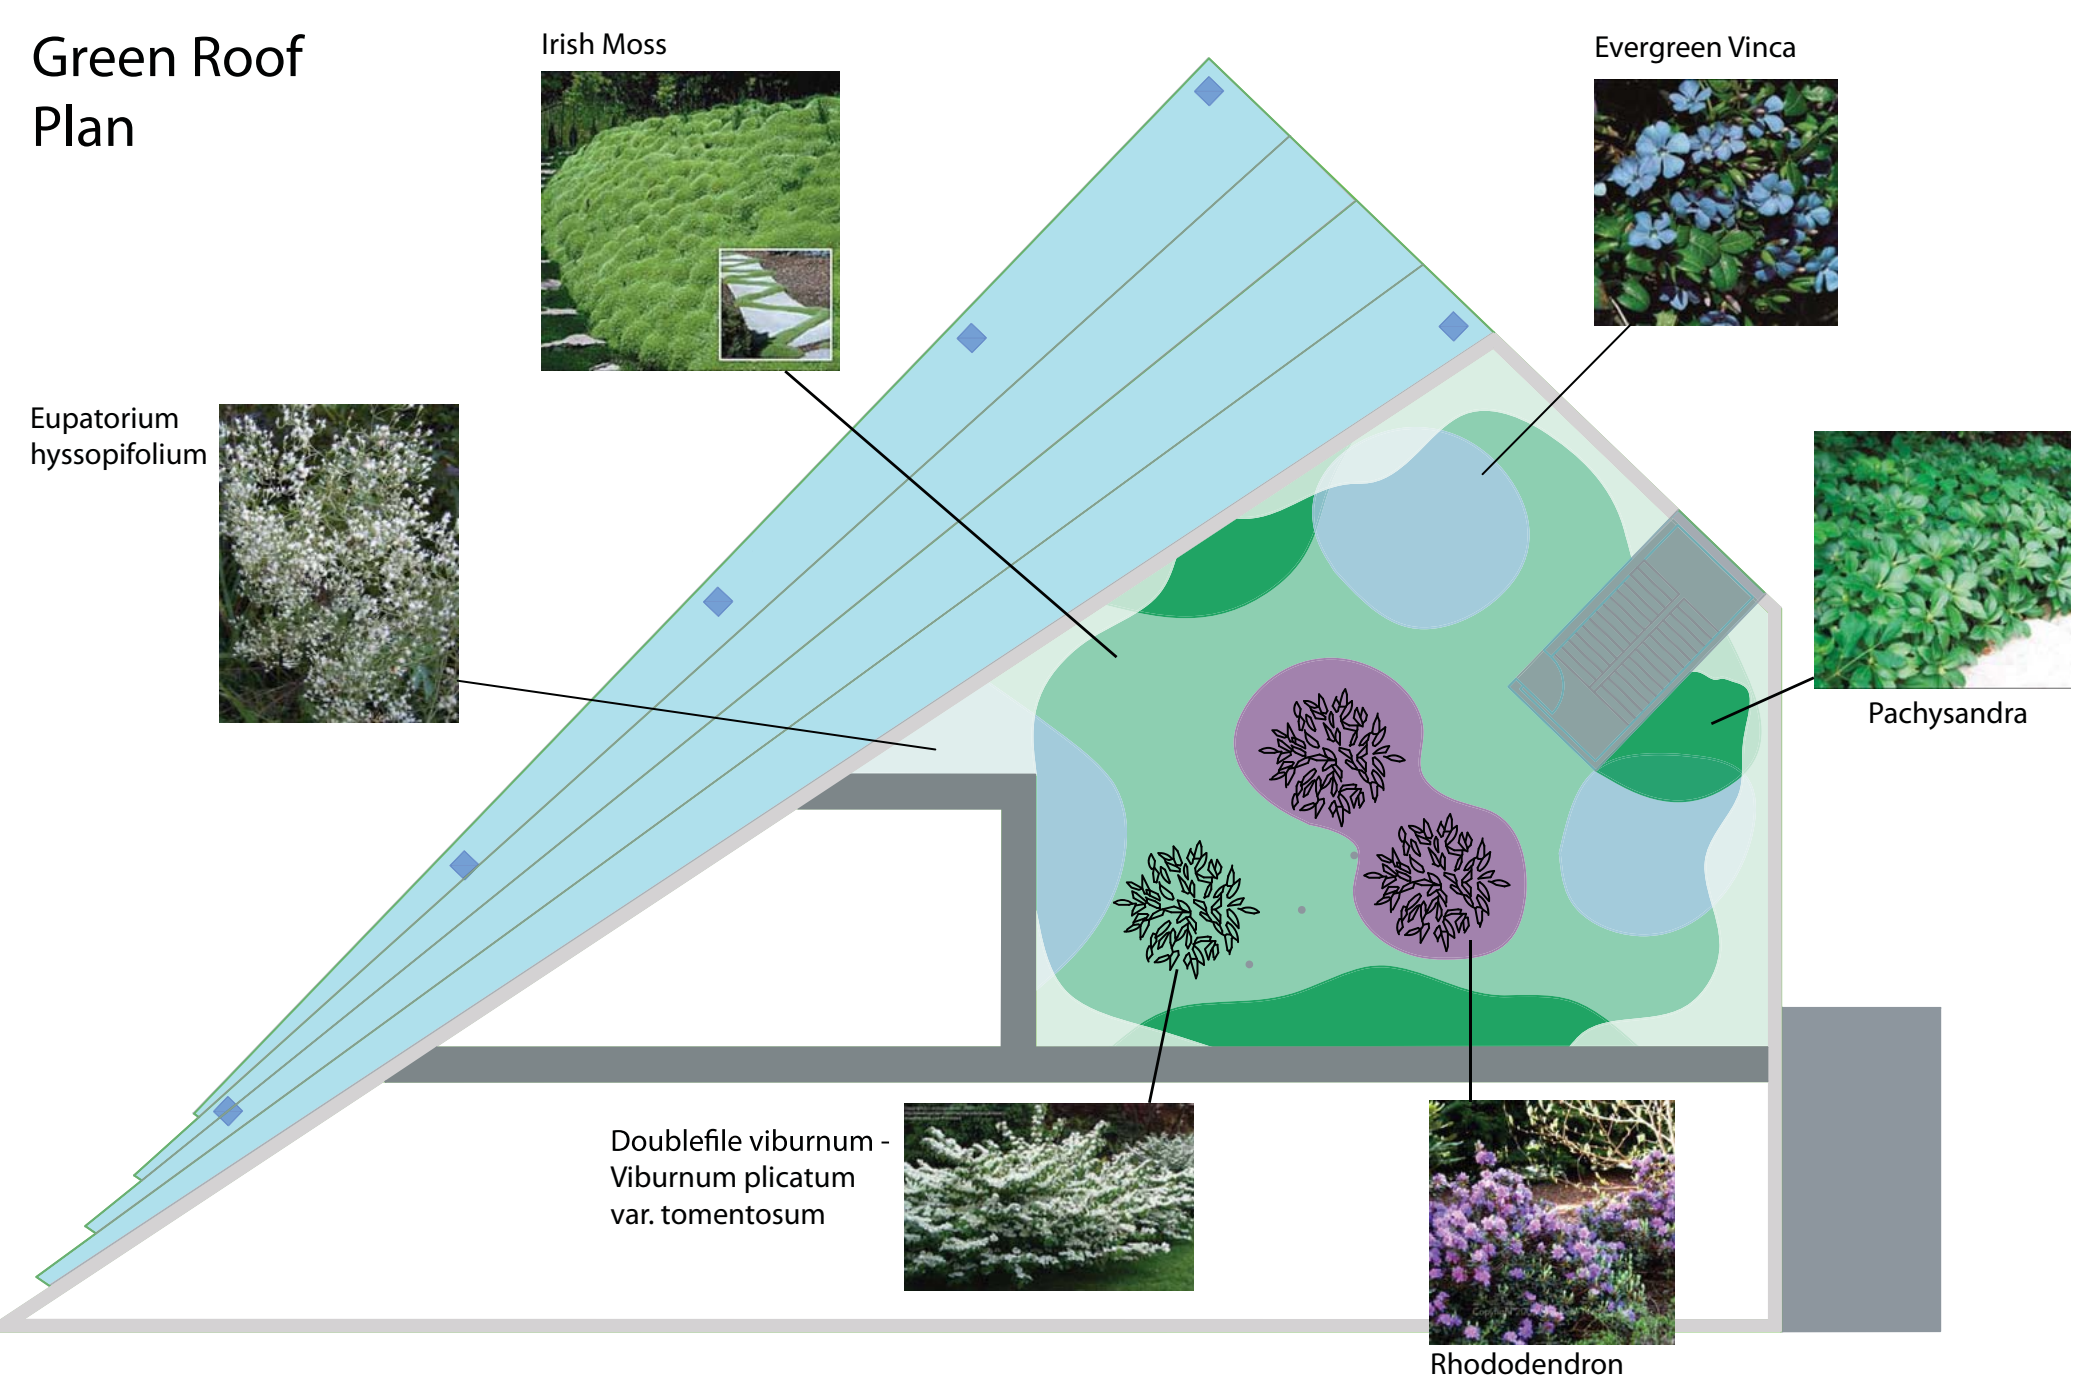 Green Roof
Plan
Irish Moss
Evergreen Vinca
Eupatorium
hyssopifolium
Pachysandra
Doublefile viburnum -
Viburnum plicatum
var. tomentosum
Rhododendron